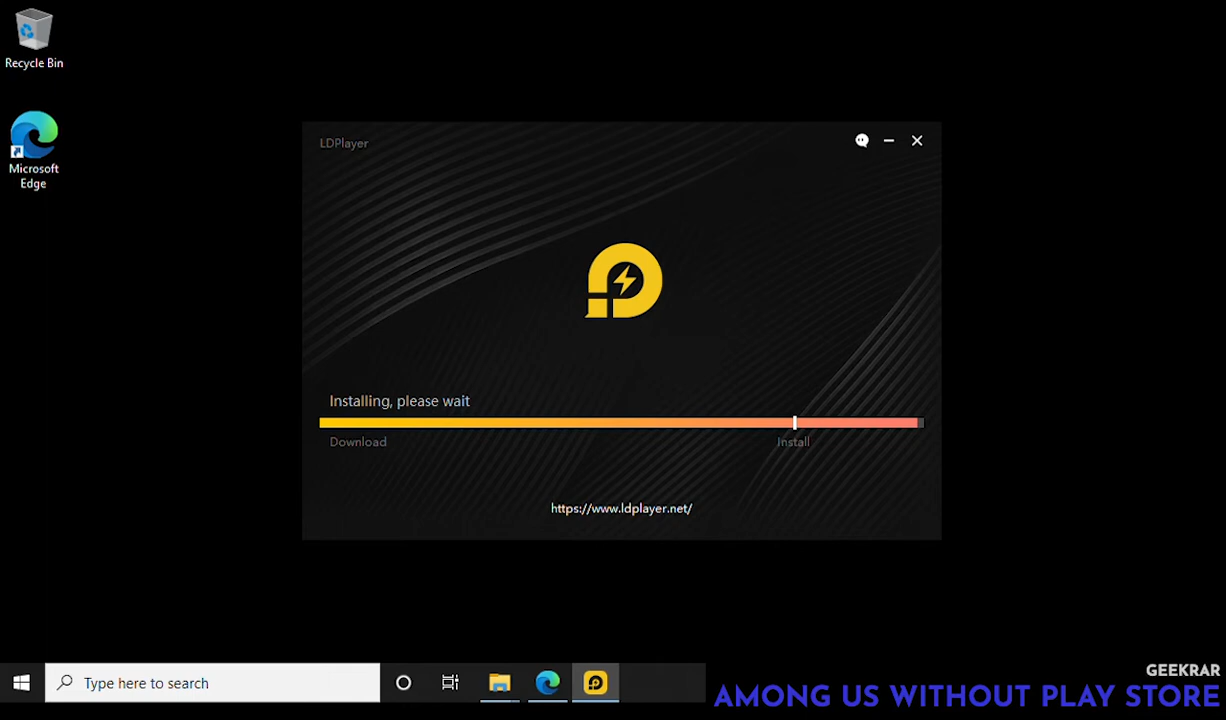 Recycle Bin
Microsoft
Edge
LDPlayer
Installing, please wait
Download
Install
https://www.ldplayer.net/
Type here to search
GEEKRAR
AMONG US WITHOUT PLAY STORE